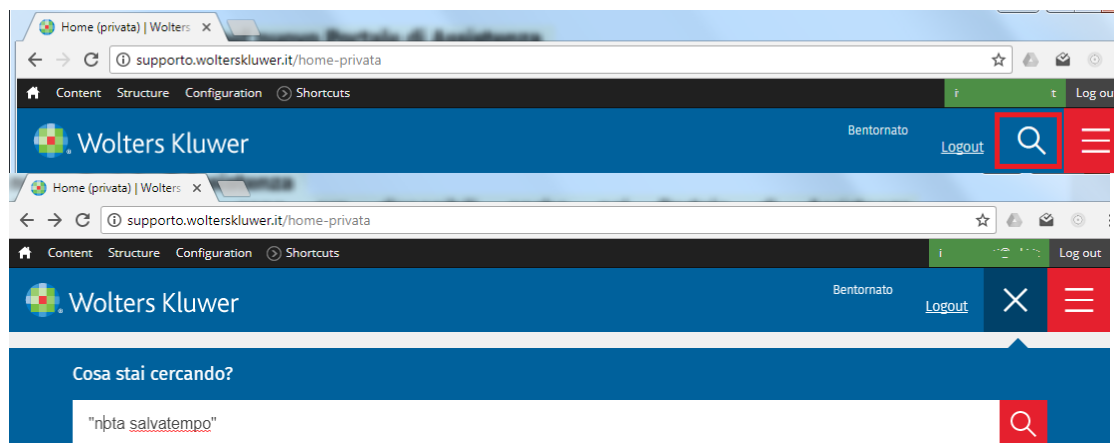 Home (privata) | Wolters
supporto.wolterskluwer.it/home-privata
Content Structure Configuration Shortcuts Log ou
Wolters Kluwer
Bentornato
Logout
Home (privata) | Wolters
supporto.wolterskluwer.it/home-privata
Content Structure Configuration Shortcuts Log out
Wolters Kluwer
Bentornato
Logout
Cosa stai cercando?
"nota salvatempo"